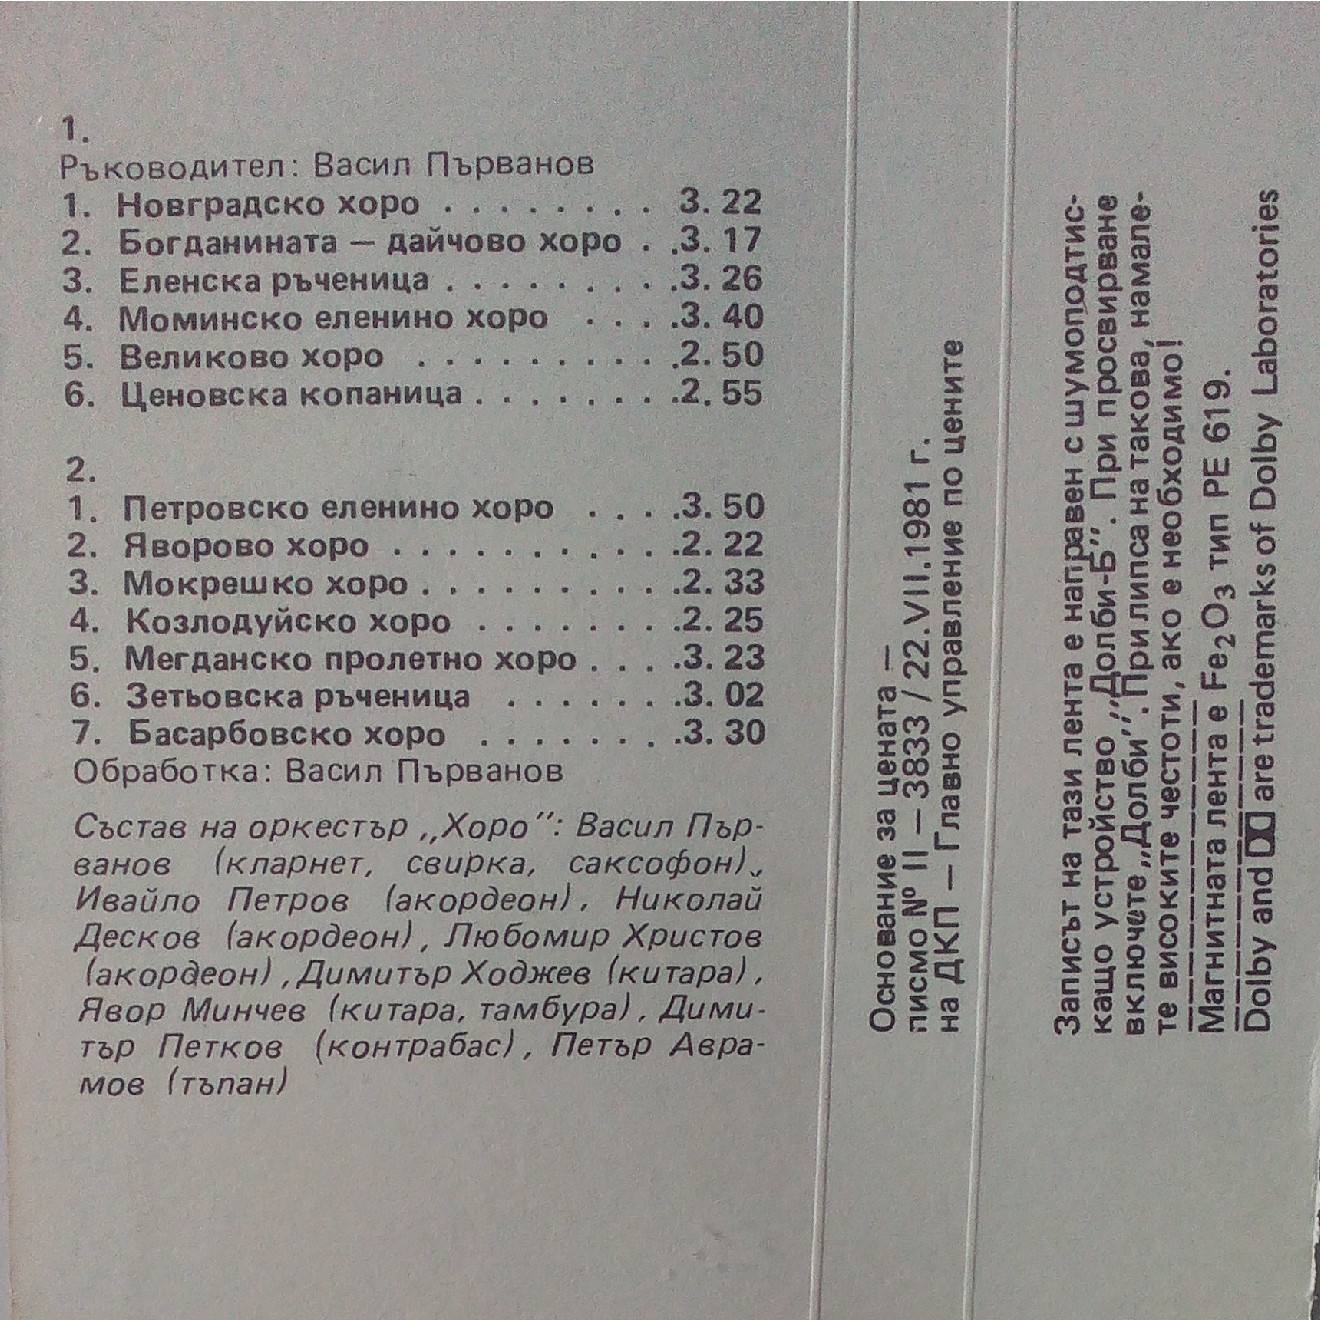 1.
Ръководител: Васил Първанов
1. Новградско хоро ........ 3. 22
2. Богданината — дайчово хоро . .3. 17
3. Еленска ръченица ......... .3. 26
4. Моминско еленино хоро . . . .3. 40
5. Великово хоро ......... .2. 50
6. Ценовска копаница ....... .2. 55
2.
1. Петровско еленино хоро . . . .3. 50
2. Яворово хоро .......... .2. 22
3. Мокрешко хоро ......... .2. 33
4. Козлодуйско хоро ....... .2. 25
5. Мегданско пролетно хоро . . . .3. 23
6. Зетьовска ръченица ...... .3. 02
7. Басарбовско хоро ....... .3. 30
Обработка: Васил Първанов
Състав на оркестър ,,Хоро": Васил Пър-
ванов (кларнет, свирка, саксофон),
Ивайло Петров (акордеон), Николай
Десков (акордеон), Любомир Христов
(акордеон), Димитър Ходжев (китара),
Явор Минчев (китара, тамбура), Дими-
тър Петков (контрабас), Петър Авра-
мов (тъпан)
Основание за цената —
писмо № II — 3833 / 22.VII.1981 г.
на ДКП — Главно управление по цените
Записът на тази лента е направен с шумоподтис-
кащо устройство ,,Долби-Б". При просвирване
включете ,,Долби". При липса на такова, намале-
те високите честоти, ако е необходимо!
Магнитната лента е Fe₂O₃ тип PE 619.
Dolby and are trademarks of Dolby Laboratories